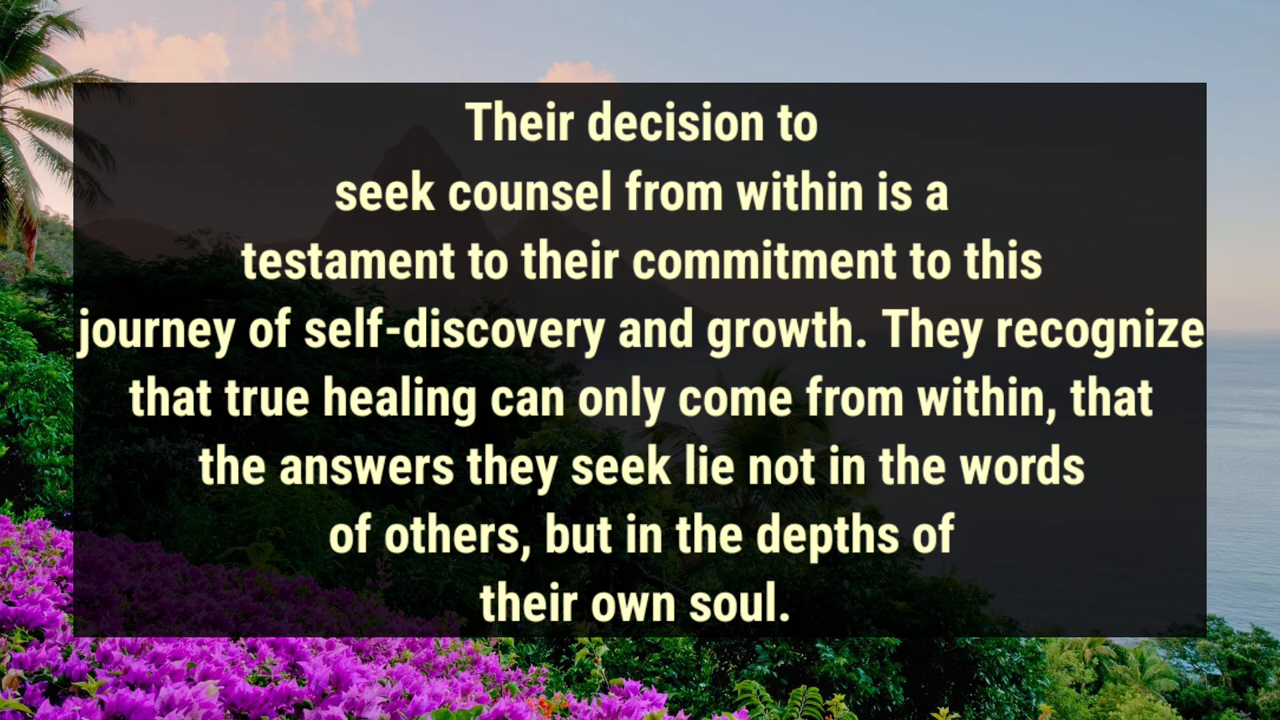 Their decision to
seek counsel from within is a
testament to their commitment to this
journey of self-discovery and growth. They recognize
that true healing can only come from within, that
the answers they seek lie not in the words
of others, but in the depths of
their own soul.